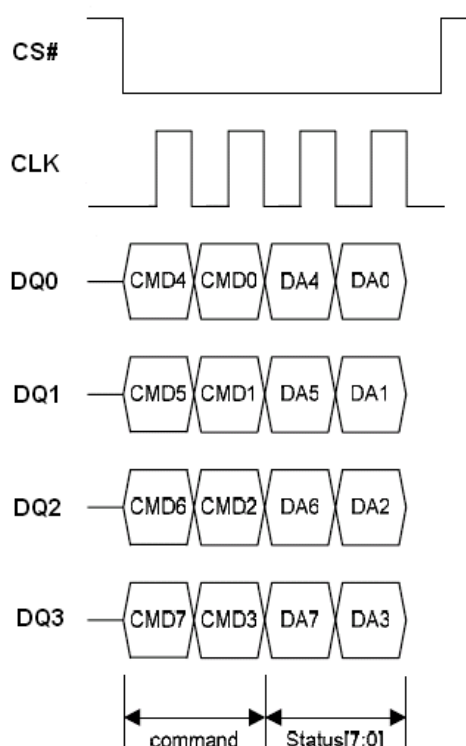 CS#
CLK
DQ0 CMD4 CMD0 DA4 DA0
DQ1 CMD5 CMD1 DA5 DA1
DQ2 CMD6 CMD2 DA6 DA2
DQ3 CMD7 CMD3 DA7 DA3
command Status[7:0]